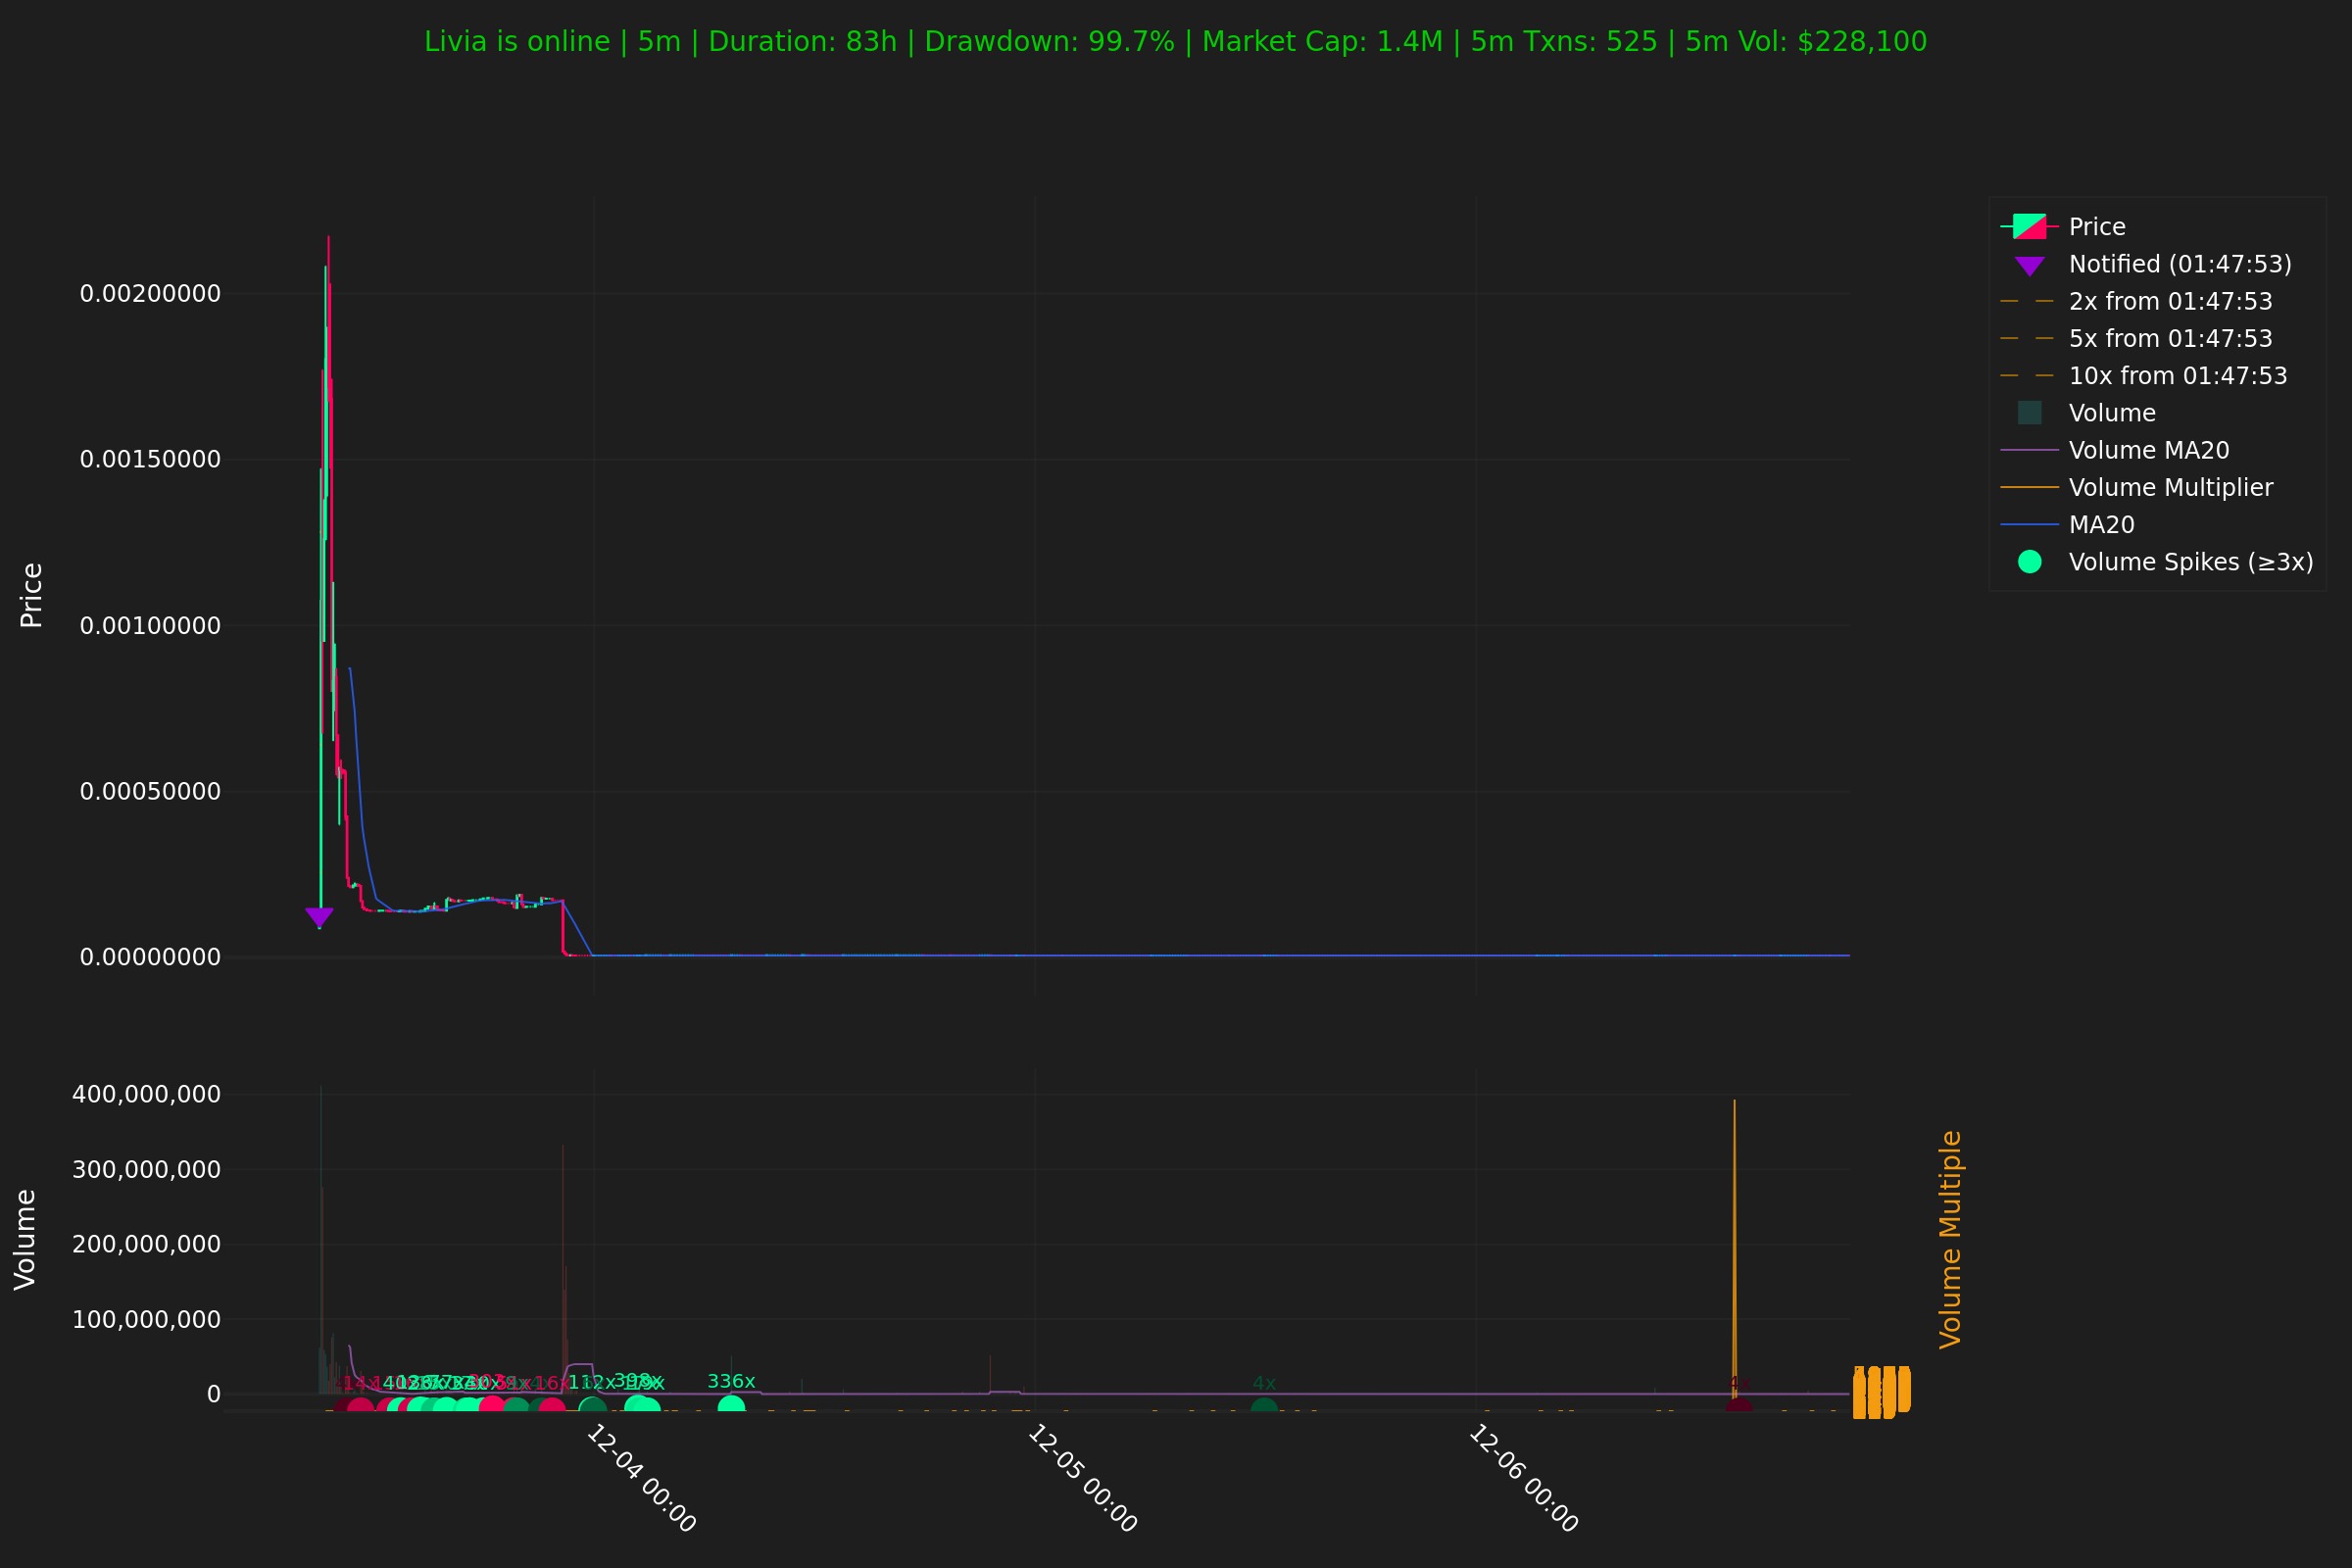 Livia is online | 5m | Duration: 83h | Drawdown: 99.7% | Market Cap: 1.4M | 5m Txns: 525 | 5m Vol: $228,100
Price
0.00200000
0.00150000
0.00100000
0.00050000
0.00000000
Price
Notified (01:47:53)
2x from 01:47:53
5x from 01:47:53
10x from 01:47:53
Volume
Volume MA20
Volume Multiplier
MA20
Volume Spikes (≥3x)
Volume
400,000,000
300,000,000
200,000,000
100,000,000
0
14x
16x
112x
398x
336x
4x
Volume Multiple
12-04 00:00
12-05 00:00
12-06 00:00